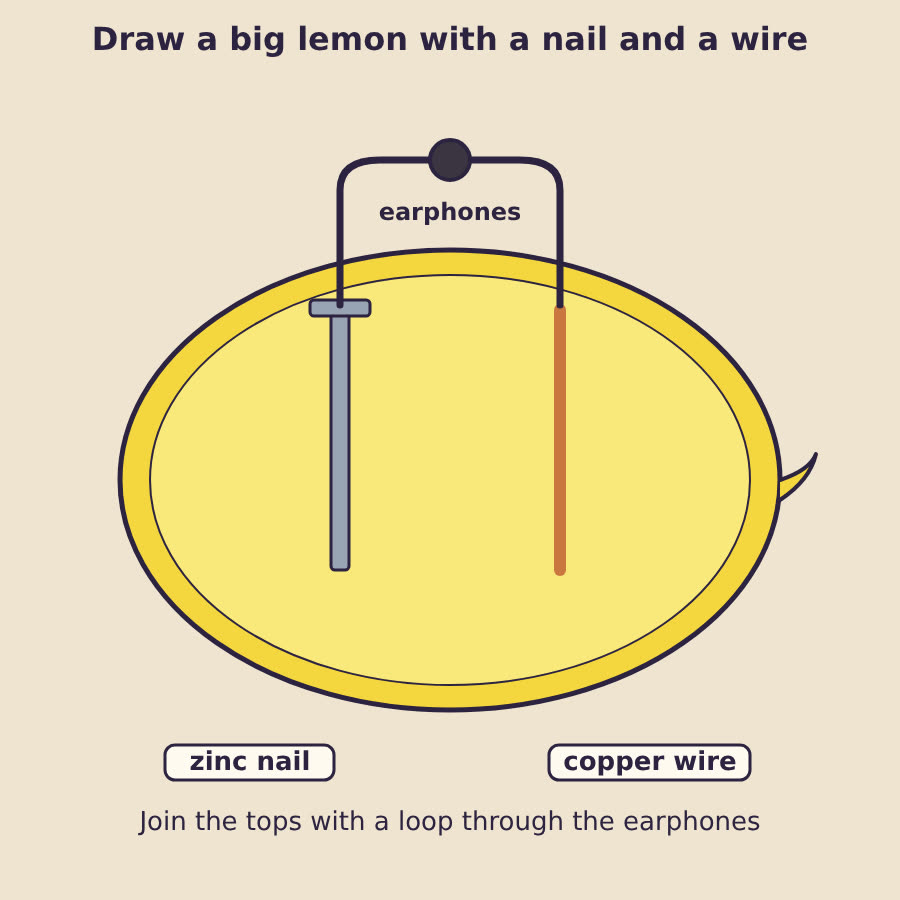 Draw a big lemon with a nail and a wire
earphones
zinc nail
copper wire
Join the tops with a loop through the earphones